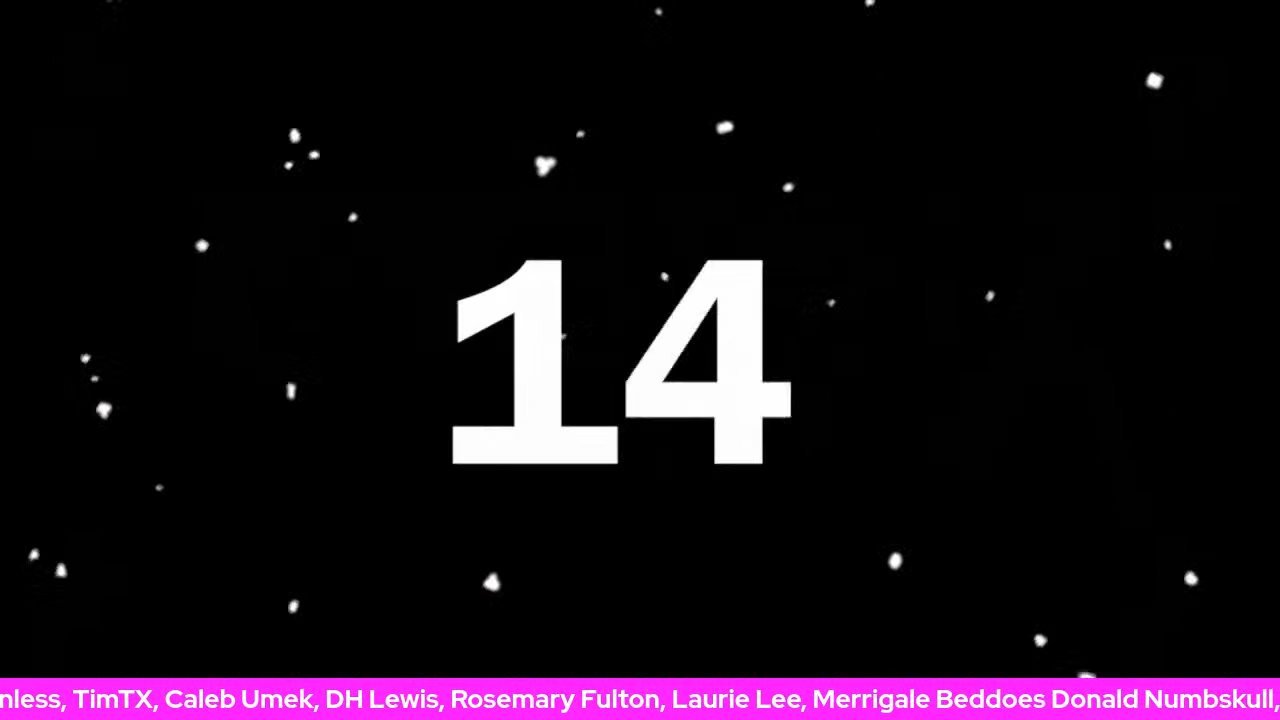 14
nless, TimTX, Caleb Umek, DH Lewis, Rosemary Fulton, Laurie Lee, Merrigale Beddoes Donald Numbskull,